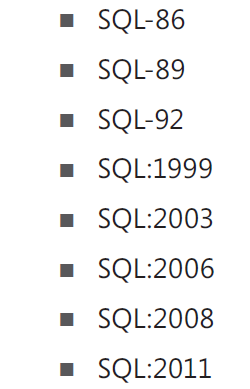 ■ SQL-86
■ SQL-89
■ SQL-92
■ SQL:1999
■ SQL:2003
■ SQL:2006
■ SQL:2008
■ SQL:2011